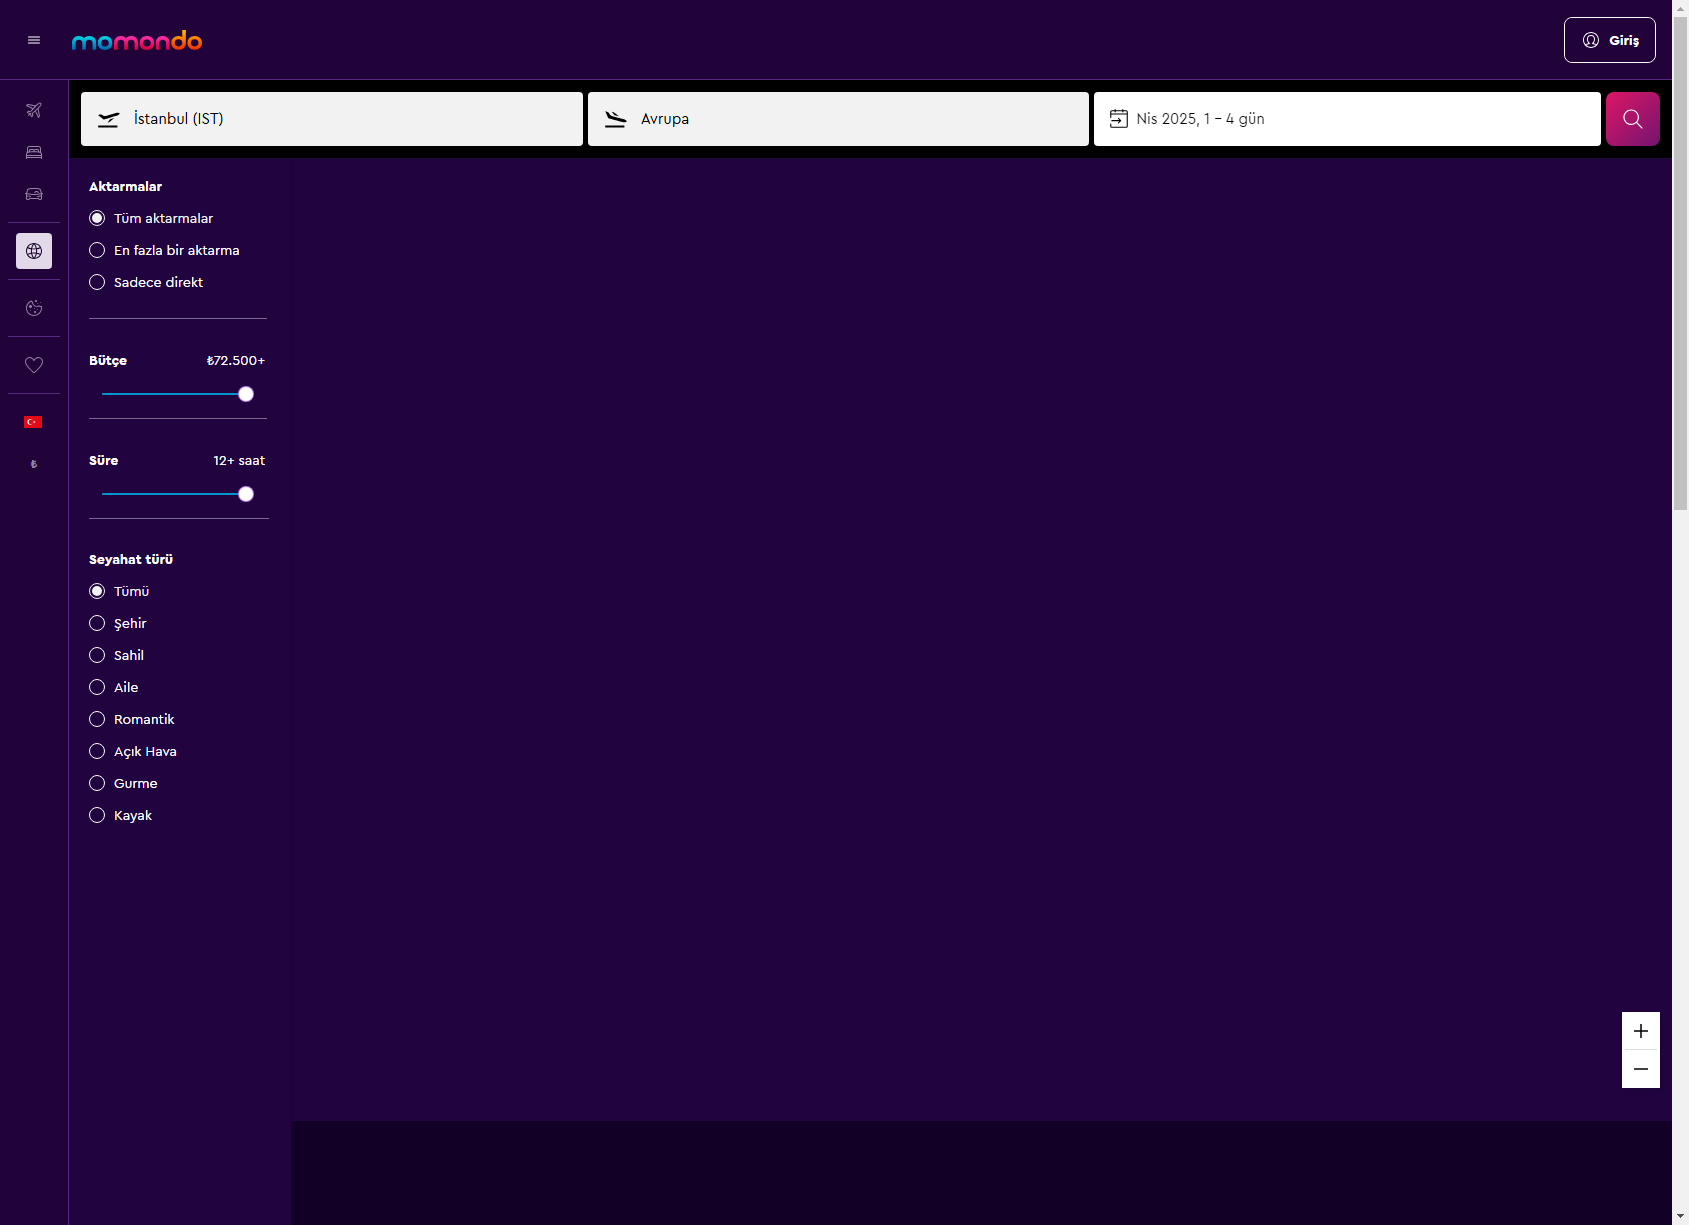 momondo
Giriş
İstanbul (IST)
Avrupa
Nis 2025, 1 – 4 gün
Aktarmalar
Tüm aktarmalar
En fazla bir aktarma
Sadece direkt
Bütçe ₺72.500+
Süre 12+ saat
₺
Seyahat türü
Tümü
Şehir
Sahil
Aile
Romantik
Açık Hava
Gurme
Kayak